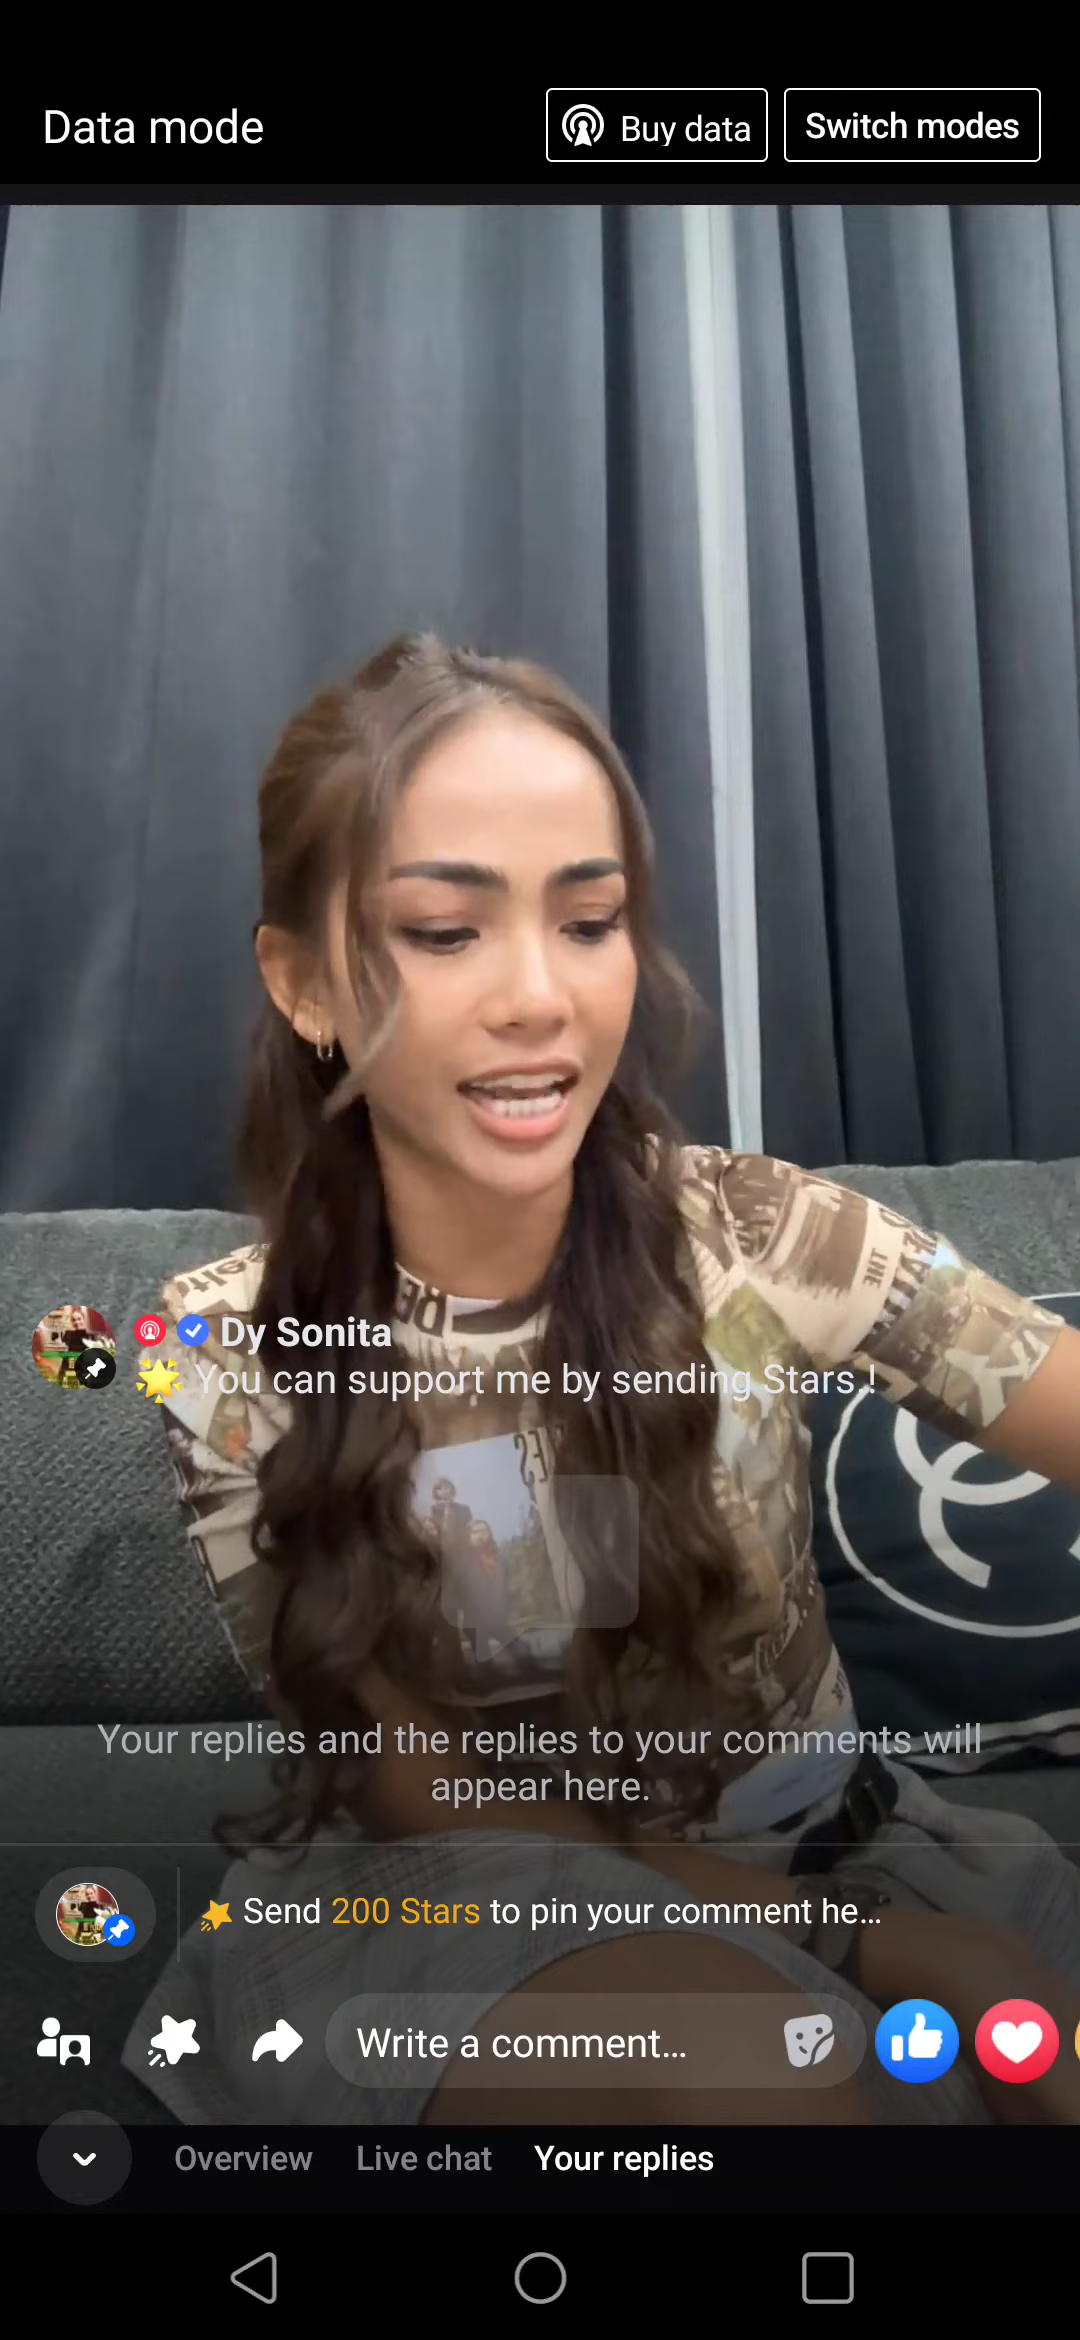 Data mode
Buy data
Switch modes
THE
Dy Sonita
🌟 You can support me by sending Stars.!
Your replies and the replies to your comments will
appear here.
Send 200 Stars to pin your comment he...
Write a comment...
Overview
Live chat
Your replies